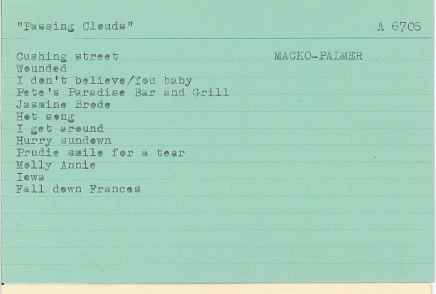 "Passing Clouds" A 6705
Cushing street MACKO-PALMER
Wounded
I don't believe/You baby
Pete's Paradise Bar and Grill
Jasmine Brode
Hot song
I get around
Hurry sundown
Prudie smile for a tear
Molly Annie
Iowa
Fall down Frances